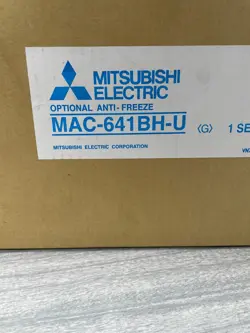 MITSUBISHI
ELECTRIC
OPTIONAL ANTI-FREEZE
MAC-641BH-U 〈G〉 1 SE
MITSUBISHI ELECTRIC CORPORATION